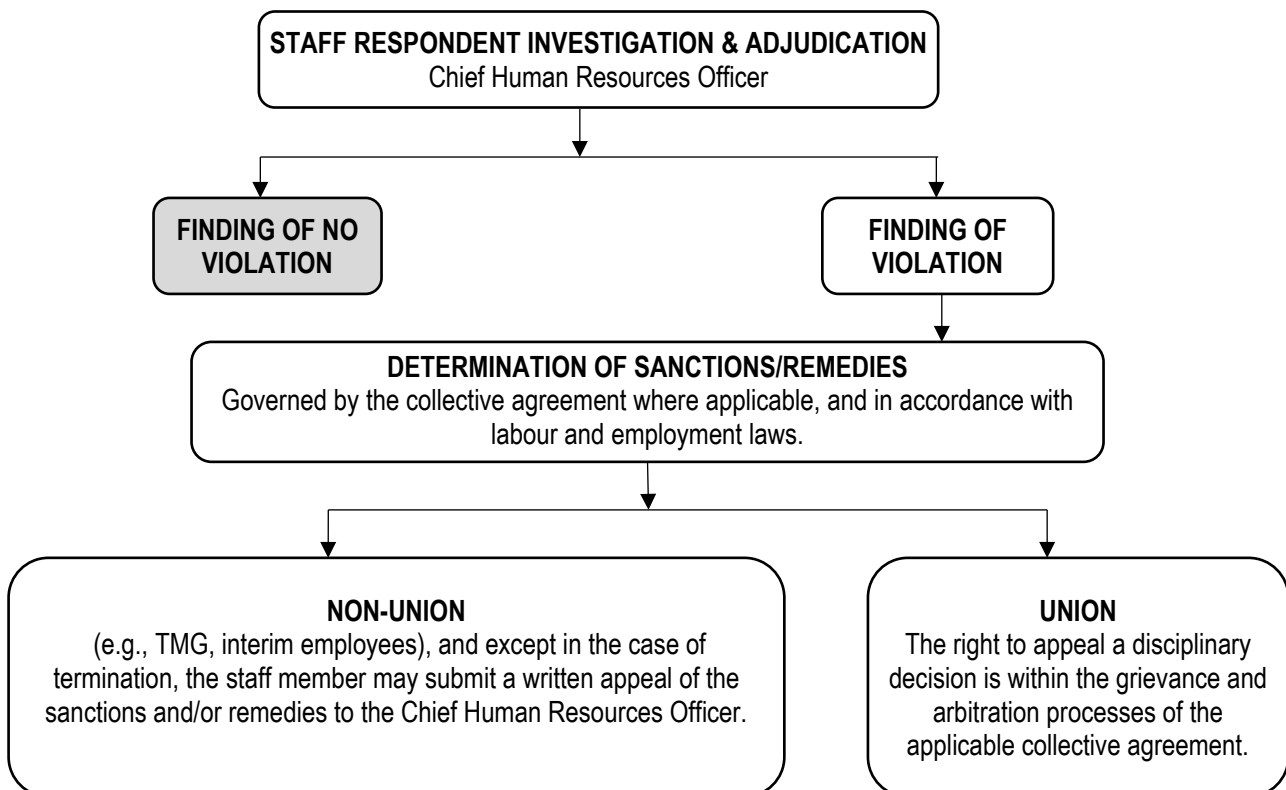 STAFF RESPONDENT INVESTIGATION & ADJUDICATION
Chief Human Resources Officer
FINDING OF NO
VIOLATION
FINDING OF
VIOLATION
DETERMINATION OF SANCTIONS/REMEDIES
Governed by the collective agreement where applicable, and in accordance with
labour and employment laws.
NON-UNION
(e.g., TMG, interim employees), and except in the case of
termination, the staff member may submit a written appeal of the
sanctions and/or remedies to the Chief Human Resources Officer.
UNION
The right to appeal a disciplinary
decision is within the grievance and
arbitration processes of the
applicable collective agreement.